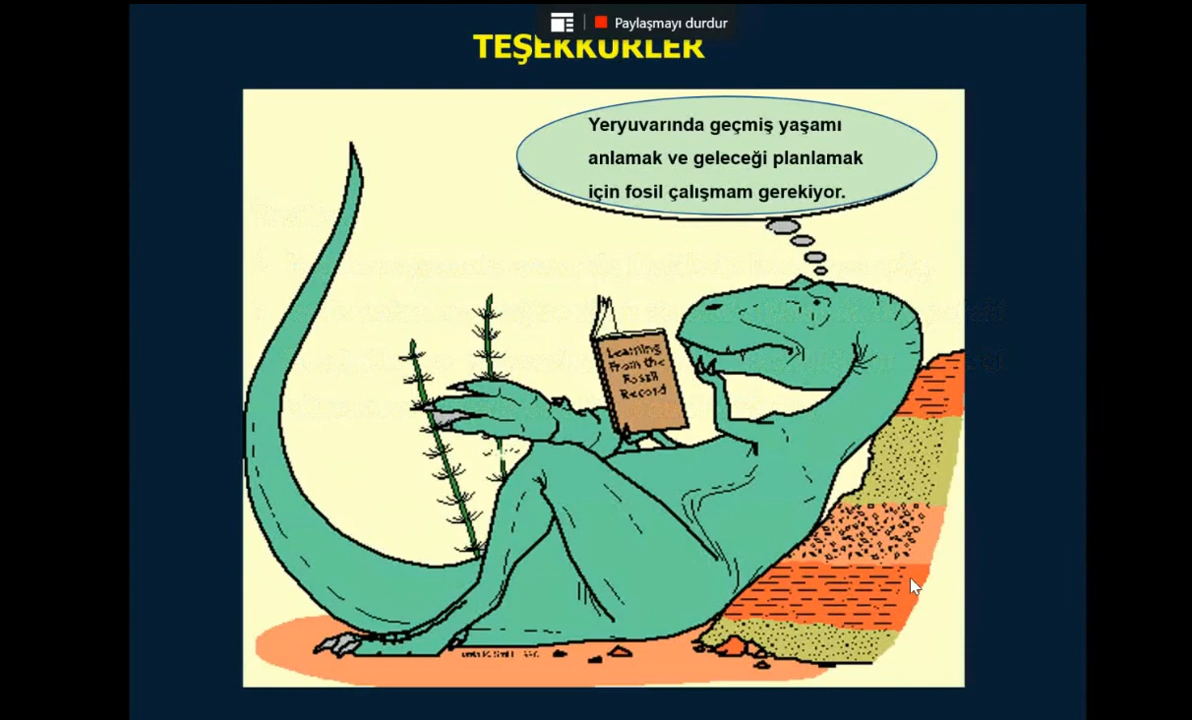 Paylaşmayı durdur
TEŞEKKÜRLER
Yeryuvarında geçmiş yaşamı
anlamak ve geleceği planlamak
için fosil çalışmam gerekiyor.
Learning
From the
Fossil
Record